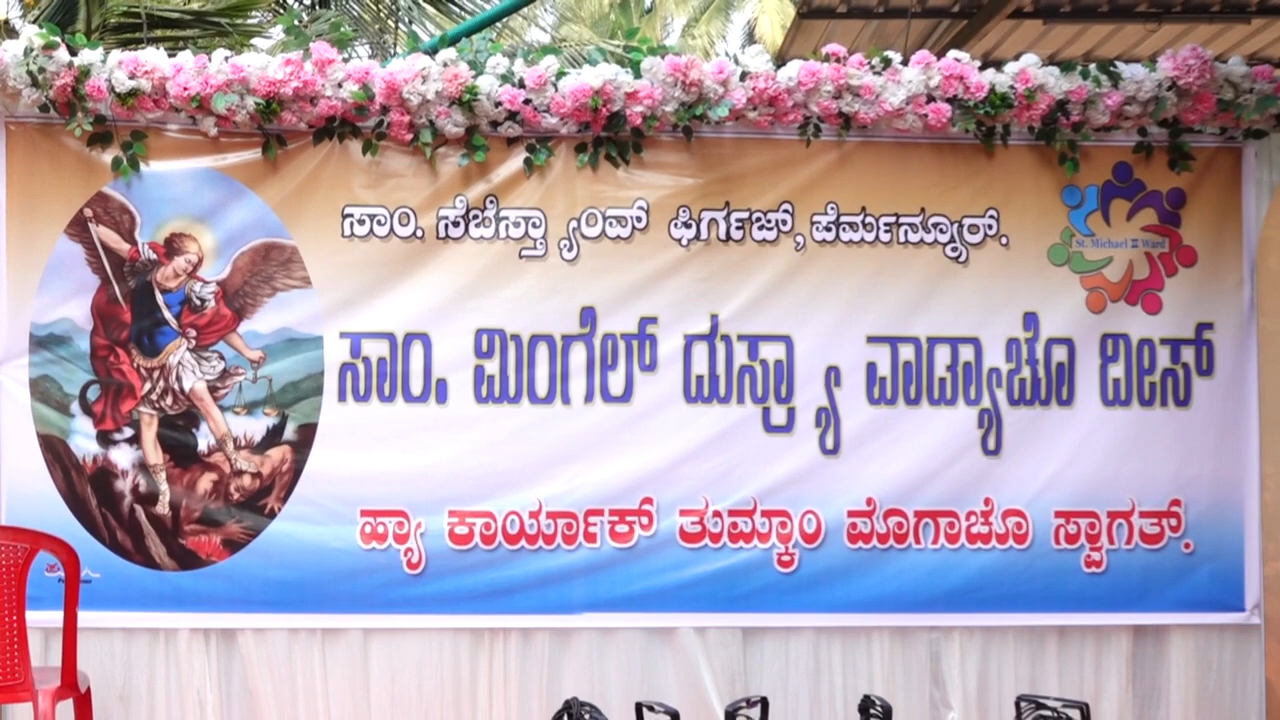 ಸಾಂ. ಸೆಬೆಸ್ತ್ಯಾಂವ್ ಫಿರ್ಗಜ್, ಪೆರ್ಮನ್ನೂರ್.
St. Michael II Ward
ಸಾಂ. ಮಿಂಗೆಲ್ ದುಸ್ರ್ಯಾ ವಾಡ್ಯಾಚೊ ದೀಸ್
ಹ್ಯಾ ಕಾರ್ಯಾಕ್ ತುಮ್ಕಾಂ ಮೊಗಾಚೊ ಸ್ವಾಗತ್.